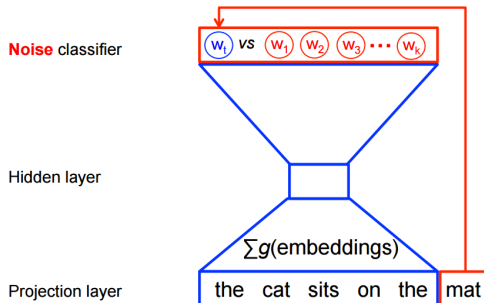 Noise classifier w_t vs w_1 w_2 w_3 ... w_k
Hidden layer
∑g(embeddings)
Projection layer the cat sits on the mat